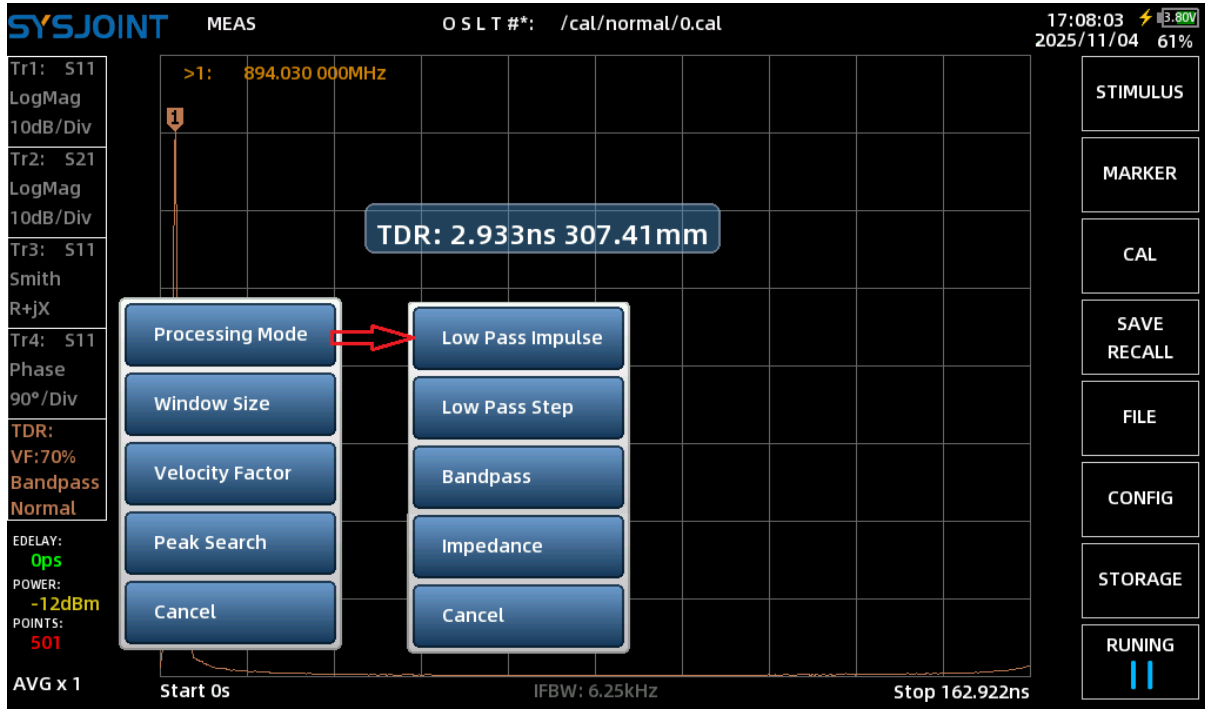 SYSJOINT MEAS O S L T #*: /cal/normal/0.cal 17:08:03 3.80V
2025/11/04 61%
Tr1: S11
LogMag
10dB/Div
Tr2: S21
LogMag
10dB/Div
Tr3: S11
Smith
R+jX
Tr4: S11
Phase
90°/Div
TDR:
VF:70%
Bandpass
Normal
EDELAY:
0ps
POWER:
-12dBm
POINTS:
501
AVG x 1
>1: 894.030 000MHz
1
TDR: 2.933ns 307.41mm
Processing Mode
Window Size
Velocity Factor
Peak Search
Cancel
Low Pass Impulse
Low Pass Step
Bandpass
Impedance
Cancel
Start 0s IFBW: 6.25kHz Stop 162.922ns
STIMULUS
MARKER
CAL
SAVE
RECALL
FILE
CONFIG
STORAGE
RUNING